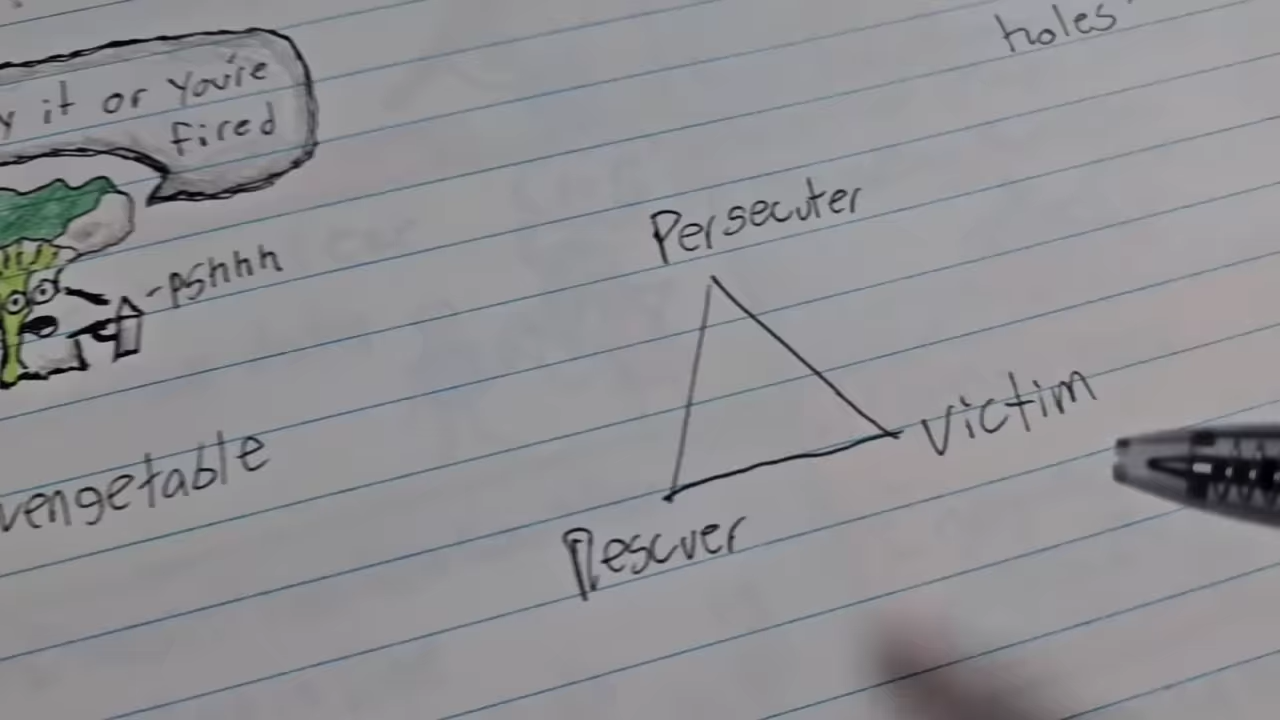 holes
y it or you're
fired
Persecuter
-pshhh
victim
vengetable
Rescuer